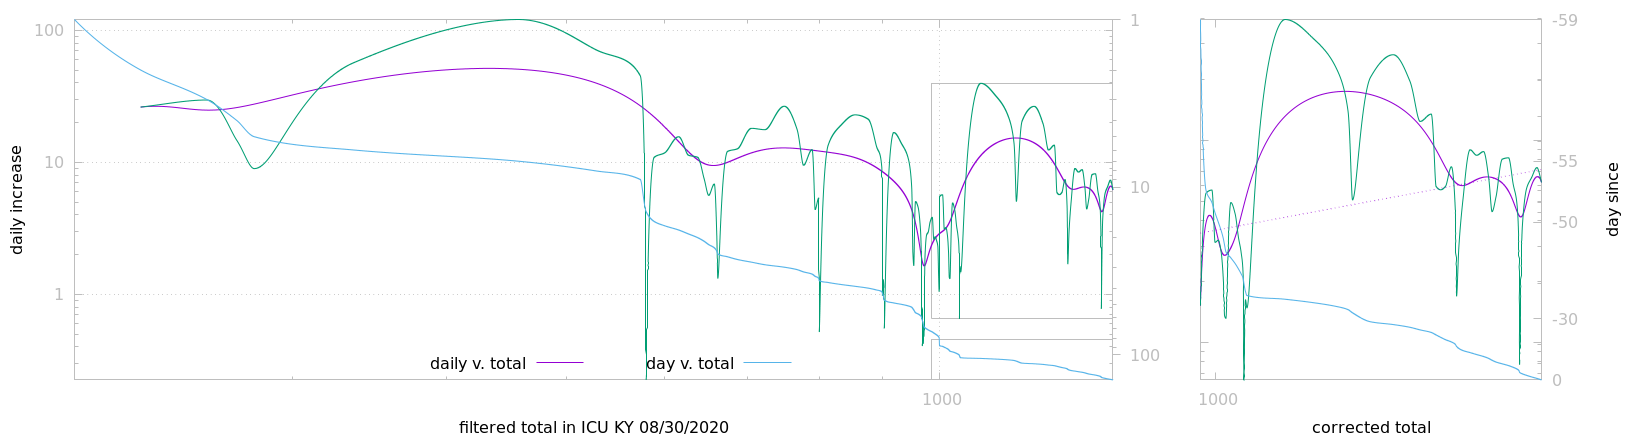 daily increase
100
10
1
daily v. total
day v. total
1
10
100
1000
filtered total in ICU KY 08/30/2020
-59
-55
-50
-30
0
day since
1000
corrected total